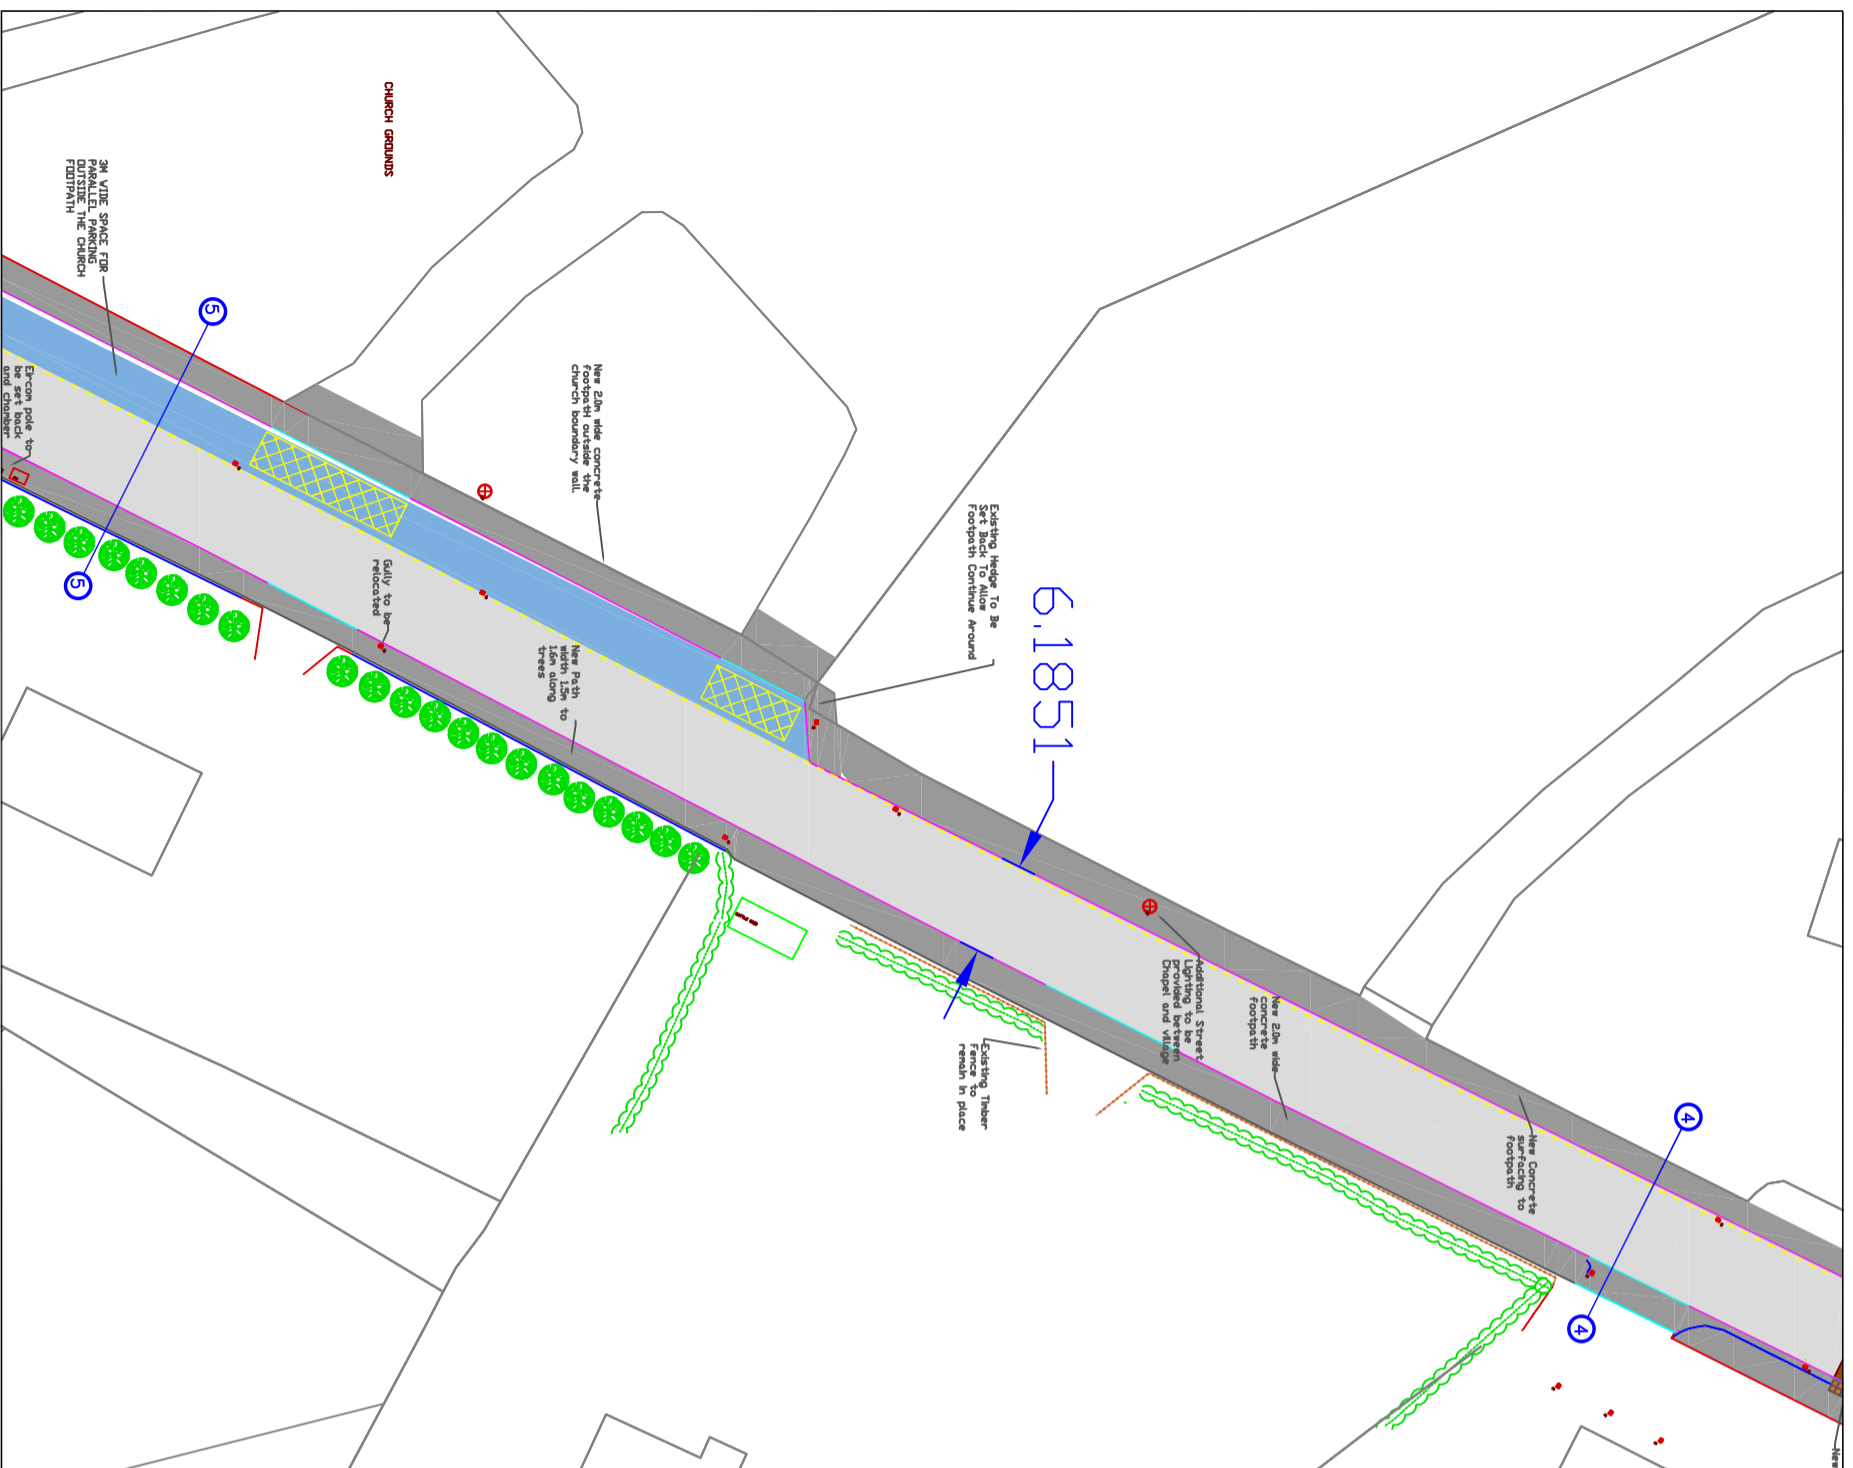 CHURCH GROUNDS
3M WIDE SPACE FOR
PARALLEL PARKING
OUTSIDE THE CHURCH
FOOTPATH
5
Eircom pole to
be set back
and chamber
5
New 2.0m wide concrete
footpath outside the
church boundary wall.
Gully to be
relocated
New Path
width 1.5m to
1.6m along
trees
Existing Hedge To Be
Set Back To Allow
Footpath Continue Around
6.1851
Additional Street
Lighting to be
provided between
Chapel and village
New 2.0m wide
concrete
footpath
Existing Timber
Fence to
remain in place
New Concrete
surfacing to
footpath
4
4
New